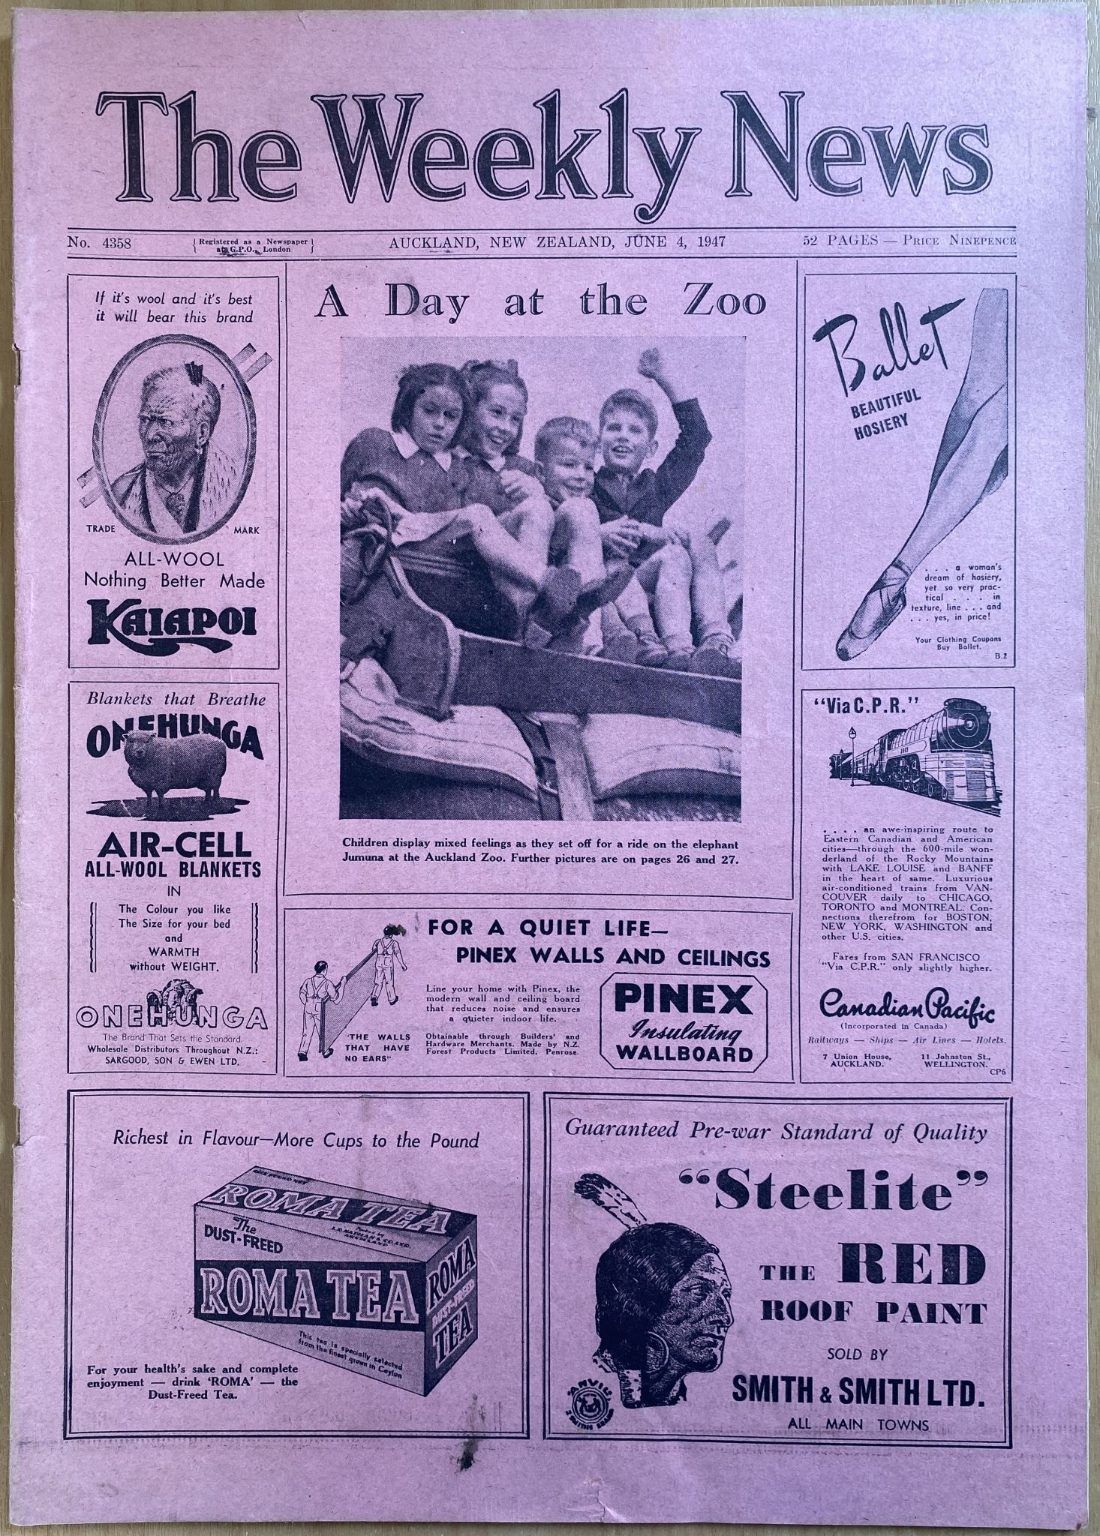 The Weekly News
No. 4358
Registered as a Newspaper
at G.P.O., London
AUCKLAND, NEW ZEALAND, JUNE 4, 1947
52 PAGES — PRICE NINEPENCE
If it's wool and it's best
it will bear this brand
TRADE MARK
ALL-WOOL
Nothing Better Made
KAIAPOI
Blankets that Breathe
ONEHUNGA
AIR-CELL
ALL-WOOL BLANKETS
IN
The Colour you like
The Size for your bed
and
WARMTH
without WEIGHT.
ONEHUNGA
The Brand That Sets the Standard
Wholesale Distributors Throughout N.Z.:
SARGOOD, SON & EWEN LTD.
A Day at the Zoo
Children display mixed feelings as they set off for a ride on the elephant
Jumuna at the Auckland Zoo. Further pictures are on pages 26 and 27.
FOR A QUIET LIFE—
PINEX WALLS AND CEILINGS
Line your home with Pinex, the
modern wall and ceiling board
that reduces noise and ensures
a quieter indoor life.
"THE WALLS
THAT HAVE
NO EARS"
Obtainable through Builders' and
Hardware Merchants. Made by N.Z.
Forest Products Limited, Penrose.
PINEX
Insulating
WALLBOARD
Ballet
BEAUTIFUL
HOSIERY
. . . a woman's
dream of hosiery,
yet so very prac-
tical . . . . in
texture, line . . . and
. . . yes, in price!
Your Clothing Coupons
Buy Ballet.
B.2
"Via C.P.R."
. . . . an awe-inspiring route to
Eastern Canadian and American
cities—through the 600-mile won-
derland of the Rocky Mountains
with LAKE LOUISE and BANFF
in the heart of same. Luxurious
air-conditioned trains from VAN-
COUVER daily to CHICAGO,
TORONTO and MONTREAL. Con-
nections therefrom for BOSTON,
NEW YORK, WASHINGTON and
other U.S. cities.
Fares from SAN FRANCISCO
"Via C.P.R." only slightly higher.
Canadian Pacific
(Incorporated in Canada)
Railways — Ships — Air Lines — Hotels.
7 Union House,
AUCKLAND.
11 Johnston St.,
WELLINGTON.
CP6
Richest in Flavour—More Cups to the Pound
ROMA TEA
The
DUST-FREED
ROMA TEA
ROMA
DUST-FREED
TEA
This tea is specially selected
from the finest grown in Ceylon
For your health's sake and complete
enjoyment — drink 'ROMA' — the
Dust-Freed Tea.
Guaranteed Pre-war Standard of Quality
"Steelite"
THE RED
ROOF PAINT
SOLD BY
SMITH & SMITH LTD.
ALL MAIN TOWNS
ANVIL